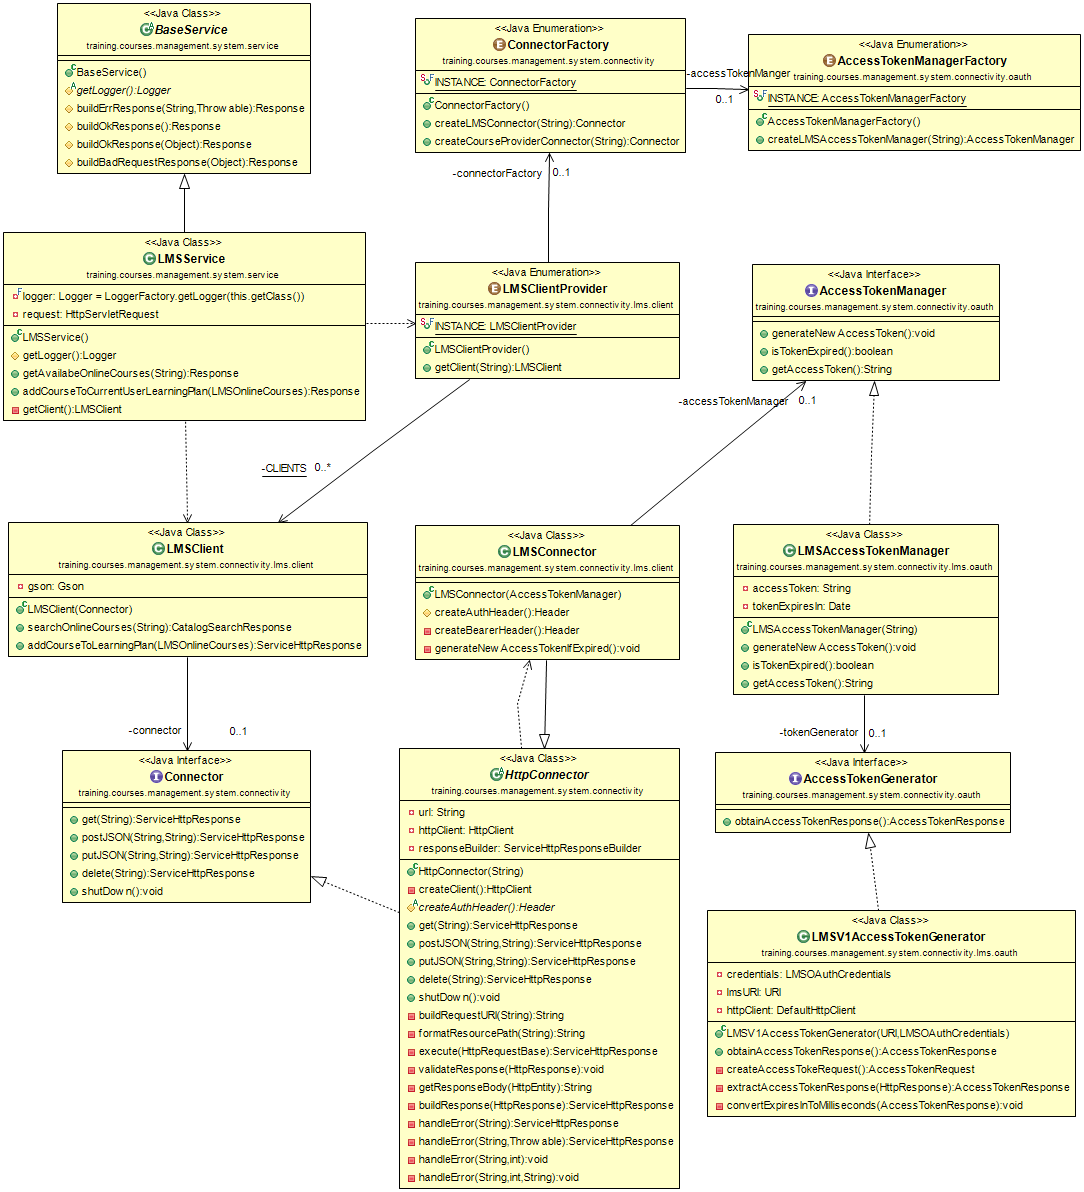 <<Java Class>>
BaseService
training.courses.management.system.service
BaseService()
getLogger():Logger
buildErrResponse(String,Throwable):Response
buildOkResponse():Response
buildOkResponse(Object):Response
buildBadRequestResponse(Object):Response
<<Java Enumeration>>
ConnectorFactory
training.courses.management.system.connectivity
INSTANCE: ConnectorFactory
ConnectorFactory()
createLMSConnector(String):Connector
createCourseProviderConnector(String):Connector
-accessTokenManger
0..1
<<Java Enumeration>>
AccessTokenManagerFactory
training.courses.management.system.connectivity.oauth
INSTANCE: AccessTokenManagerFactory
AccessTokenManagerFactory()
createLMSAccessTokenManager(String):AccessTokenManager
-connectorFactory
0..1
<<Java Class>>
LMSService
training.courses.management.system.service
logger: Logger = LoggerFactory.getLogger(this.getClass())
request: HttpServletRequest
LMSService()
getLogger():Logger
getAvailabeOnlineCourses(String):Response
addCourseToCurrentUserLearningPlan(LMSOnlineCourses):Response
getClient():LMSClient
<<Java Enumeration>>
LMSClientProvider
training.courses.management.system.connectivity.lms.client
INSTANCE: LMSClientProvider
LMSClientProvider()
getClient(String):LMSClient
<<Java Interface>>
AccessTokenManager
training.courses.management.system.connectivity.oauth
generateNewAccessToken():void
isTokenExpired():boolean
getAccessToken():String
-accessTokenManager
0..1
-CLIENTS
0..*
<<Java Class>>
LMSClient
training.courses.management.system.connectivity.lms.client
gson: Gson
LMSClient(Connector)
searchOnlineCourses(String):CatalogSearchResponse
addCourseToLearningPlan(LMSOnlineCourses):ServiceHttpResponse
<<Java Class>>
LMSConnector
training.courses.management.system.connectivity.lms.client
LMSConnector(AccessTokenManager)
createAuthHeader():Header
createBearerHeader():Header
generateNewAccessTokenIfExpired():void
<<Java Class>>
LMSAccessTokenManager
training.courses.management.system.connectivity.lms.oauth
accessToken: String
tokenExpiresIn: Date
LMSAccessTokenManager(String)
generateNewAccessToken():void
isTokenExpired():boolean
getAccessToken():String
-connector
0..1
-tokenGenerator
0..1
<<Java Interface>>
Connector
training.courses.management.system.connectivity
get(String):ServiceHttpResponse
postJSON(String,String):ServiceHttpResponse
putJSON(String,String):ServiceHttpResponse
delete(String):ServiceHttpResponse
shutDown():void
<<Java Class>>
HttpConnector
training.courses.management.system.connectivity
url: String
httpClient: HttpClient
responseBuilder: ServiceHttpResponseBuilder
HttpConnector(String)
createClient():HttpClient
createAuthHeader():Header
get(String):ServiceHttpResponse
postJSON(String,String):ServiceHttpResponse
putJSON(String,String):ServiceHttpResponse
delete(String):ServiceHttpResponse
shutDown():void
buildRequestURI(String):String
formatResourcePath(String):String
execute(HttpRequestBase):ServiceHttpResponse
validateResponse(HttpResponse):void
getResponseBody(HttpEntity):String
buildResponse(HttpResponse):ServiceHttpResponse
handleError(String):ServiceHttpResponse
handleError(String,Throwable):ServiceHttpResponse
handleError(String,int):void
handleError(String,int,String):void
<<Java Interface>>
AccessTokenGenerator
training.courses.management.system.connectivity.oauth
obtainAccessTokenResponse():AccessTokenResponse
<<Java Class>>
LMSV1AccessTokenGenerator
training.courses.management.system.connectivity.lms.oauth
credentials: LMSOAuthCredentials
lmsURI: URI
httpClient: DefaultHttpClient
LMSV1AccessTokenGenerator(URI,LMSOAuthCredentials)
obtainAccessTokenResponse():AccessTokenResponse
createAccessTokeRequest():AccessTokenRequest
extractAccessTokenResponse(HttpResponse):AccessTokenResponse
convertExpiresInToMilliseconds(AccessTokenResponse):void